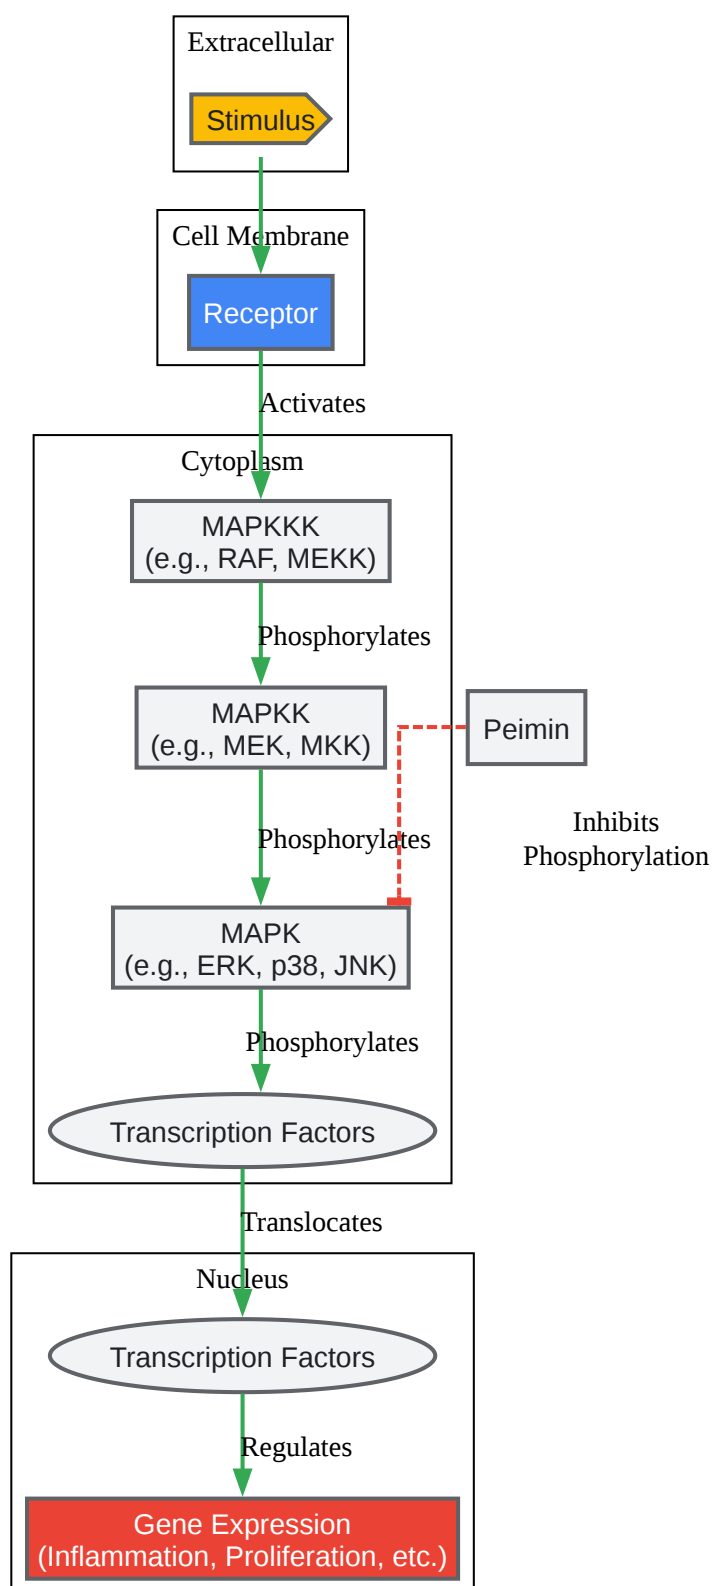 Extracellular
Stimulus
Cell Membrane
Receptor
Activates
Cytoplasm
MAPKKK
(e.g., RAF, MEKK)
Phosphorylates
MAPKK
(e.g., MEK, MKK)
Peimin
Phosphorylates
Inhibits
Phosphorylation
MAPK
(e.g., ERK, p38, JNK)
Phosphorylates
Transcription Factors
Translocates
Nucleus
Transcription Factors
Regulates
Gene Expression
(Inflammation, Proliferation, etc.)